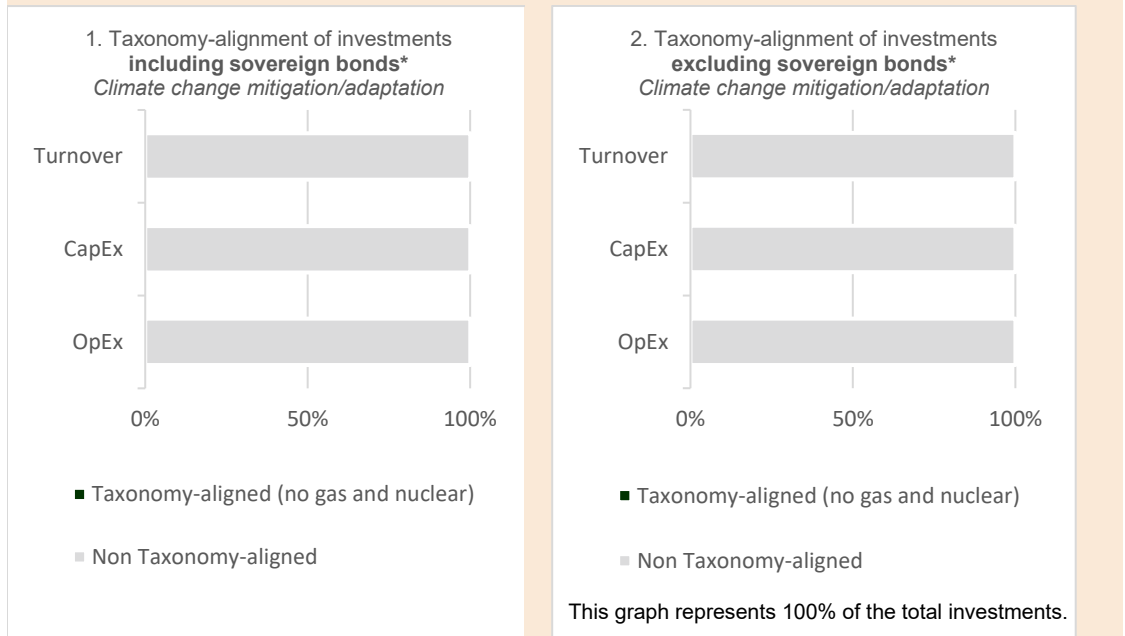 1. Taxonomy-alignment of investments
including sovereign bonds*
Climate change mitigation/adaptation
Turnover
CapEx
OpEx
0% 50% 100%
Taxonomy-aligned (no gas and nuclear)
Non Taxonomy-aligned
2. Taxonomy-alignment of investments
excluding sovereign bonds*
Climate change mitigation/adaptation
Turnover
CapEx
OpEx
0% 50% 100%
Taxonomy-aligned (no gas and nuclear)
Non Taxonomy-aligned
This graph represents 100% of the total investments.